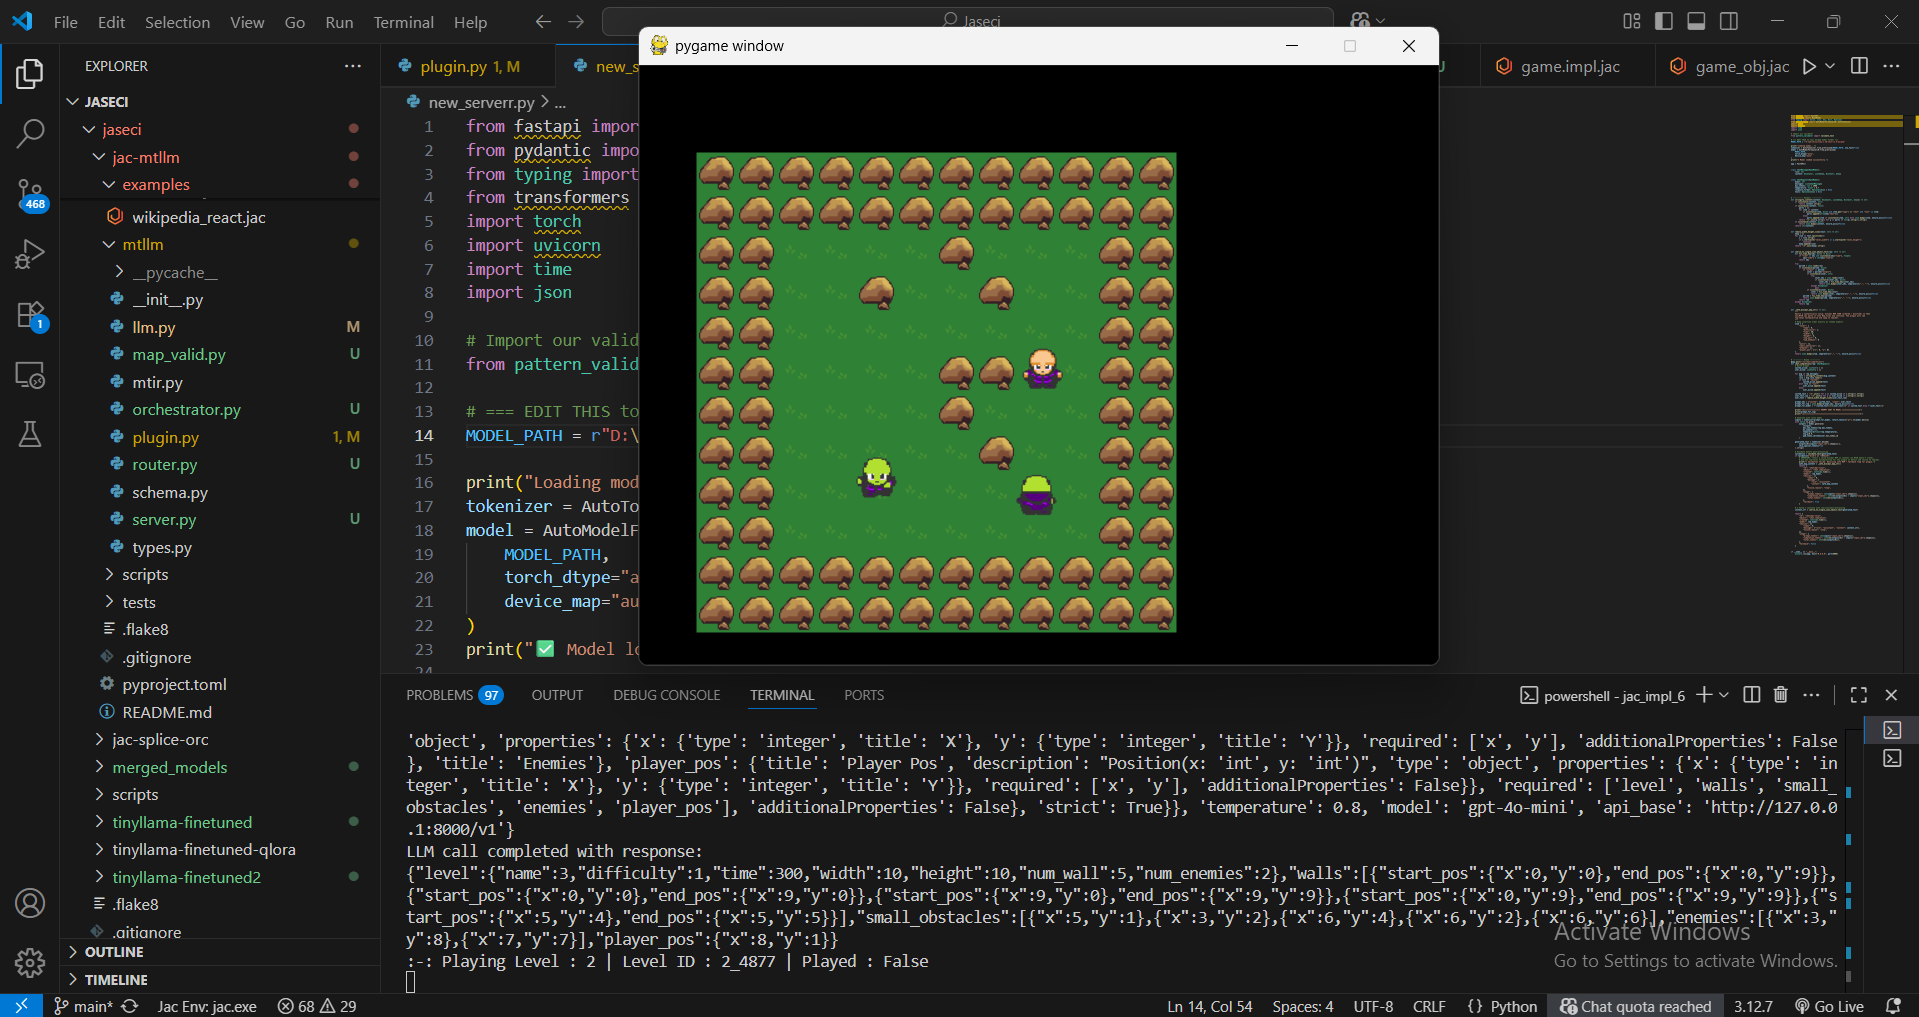 File Edit Selection View Go Run Terminal Help
Jaseci
pygame window
EXPLORER
JASECI
jaseci
jac-mtllm
examples
wikipedia_react.jac
mtllm
__pycache__
__init__.py
llm.py M
map_valid.py U
mtir.py
orchestrator.py U
plugin.py 1, M
router.py U
schema.py
server.py U
types.py
scripts
tests
.flake8
.gitignore
pyproject.toml
README.md
jac-splice-orc
merged_models
scripts
tinyllama-finetuned
tinyllama-finetuned-qlora
tinyllama-finetuned2
.flake8
.gitignore
OUTLINE
TIMELINE
468
1
plugin.py 1, M
new_s
U
game.impl.jac
game_obj.jac
new_serverr.py > ...
1 from fastapi impor
2 from pydantic impo
3 from typing import
4 from transformers
5 import torch
6 import uvicorn
7 import time
8 import json
9
10 # Import our valid
11 from pattern_valid
12
13 # === EDIT THIS to
14 MODEL_PATH = r"D:\
15
16 print("Loading mod
17 tokenizer = AutoTo
18 model = AutoModelF
19 MODEL_PATH,
20 torch_dtype="a
21 device_map="au
22 )
23 print("✅ Model lo
24
PROBLEMS 97 OUTPUT DEBUG CONSOLE TERMINAL PORTS
powershell - jac_impl_6
'object', 'properties': {'x': {'type': 'integer', 'title': 'X'}, 'y': {'type': 'integer', 'title': 'Y'}}, 'required': ['x', 'y'], 'additionalProperties': False
}, 'title': 'Enemies'}, 'player_pos': {'title': 'Player Pos', 'description': "Position(x: 'int', y: 'int')", 'type': 'object', 'properties': {'x': {'type': 'in
teger', 'title': 'X'}, 'y': {'type': 'integer', 'title': 'Y'}}, 'required': ['x', 'y'], 'additionalProperties': False}}, 'required': ['level', 'walls', 'small_
obstacles', 'enemies', 'player_pos'], 'additionalProperties': False}, 'strict': True}}, 'temperature': 0.8, 'model': 'gpt-4o-mini', 'api_base': 'http://127.0.0
.1:8000/v1'}
LLM call completed with response:
{"level":{"name":3,"difficulty":1,"time":300,"width":10,"height":10,"num_wall":5,"num_enemies":2},"walls":[{"start_pos":{"x":0,"y":0},"end_pos":{"x":0,"y":9}},
{"start_pos":{"x":0,"y":0},"end_pos":{"x":9,"y":0}},{"start_pos":{"x":9,"y":0},"end_pos":{"x":9,"y":9}},{"start_pos":{"x":0,"y":9},"end_pos":{"x":9,"y":9}},{"s
tart_pos":{"x":5,"y":4},"end_pos":{"x":5,"y":5}}],"small_obstacles":[{"x":5,"y":1},{"x":3,"y":2},{"x":6,"y":4},{"x":6,"y":2},{"x":6,"y":6}],"enemies":[{"x":3,"
y":8},{"x":7,"y":7}],"player_pos":{"x":8,"y":1}}
:-: Playing Level : 2 | Level ID : 2_4877 | Played : False
Activate Windows
Go to Settings to activate Windows.
main* Jac Env: jac.exe 68 29 Ln 14, Col 54 Spaces: 4 UTF-8 CRLF {} Python Chat quota reached 3.12.7 Go Live